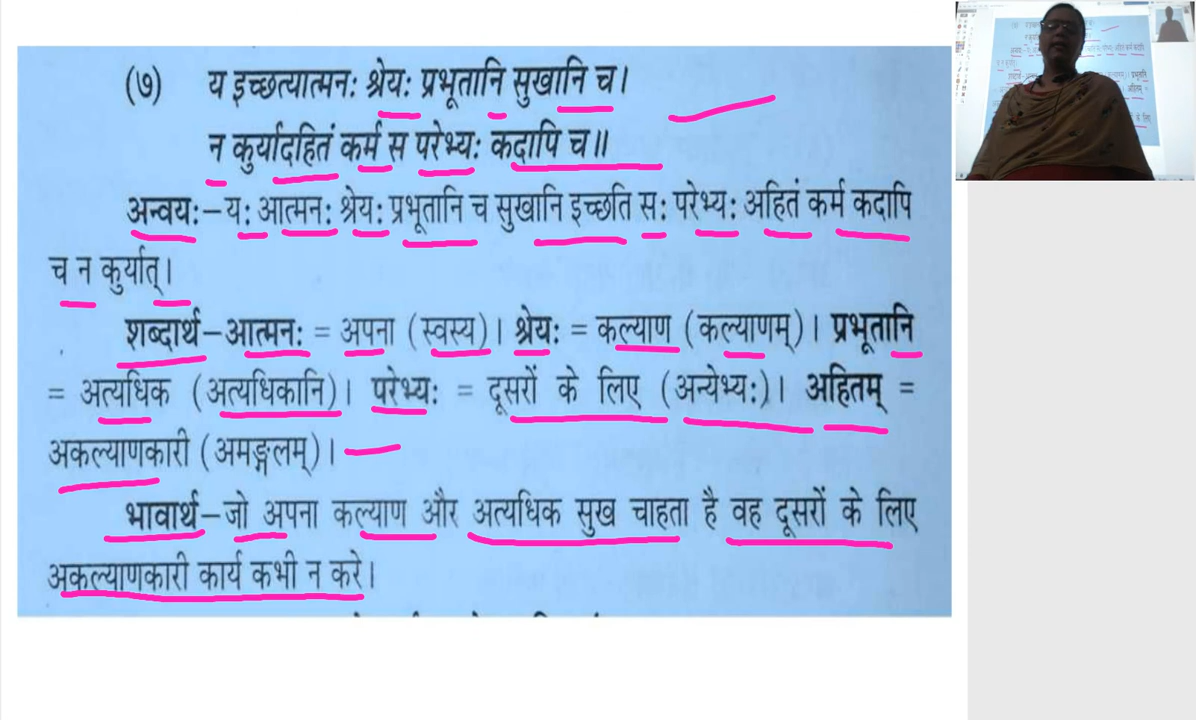 (७) य इच्छत्यात्मनः श्रेयः प्रभूतानि सुखानि च।
न कुर्यादहितं कर्म स परेभ्यः कदापि च॥
अन्वयः–यः आत्मनः श्रेयः प्रभूतानि च सुखानि इच्छति सः परेभ्यः अहितं कर्म कदापि
च न कुर्यात्।
शब्दार्थ–आत्मनः = अपना (स्वस्य)। श्रेयः = कल्याण (कल्याणम्)। प्रभूतानि
= अत्यधिक (अत्यधिकानि)। परेभ्यः = दूसरों के लिए (अन्येभ्यः)। अहितम् =
अकल्याणकारी (अमङ्गलम्)।
भावार्थ–जो अपना कल्याण और अत्यधिक सुख चाहता है वह दूसरों के लिए
अकल्याणकारी कार्य कभी न करे।